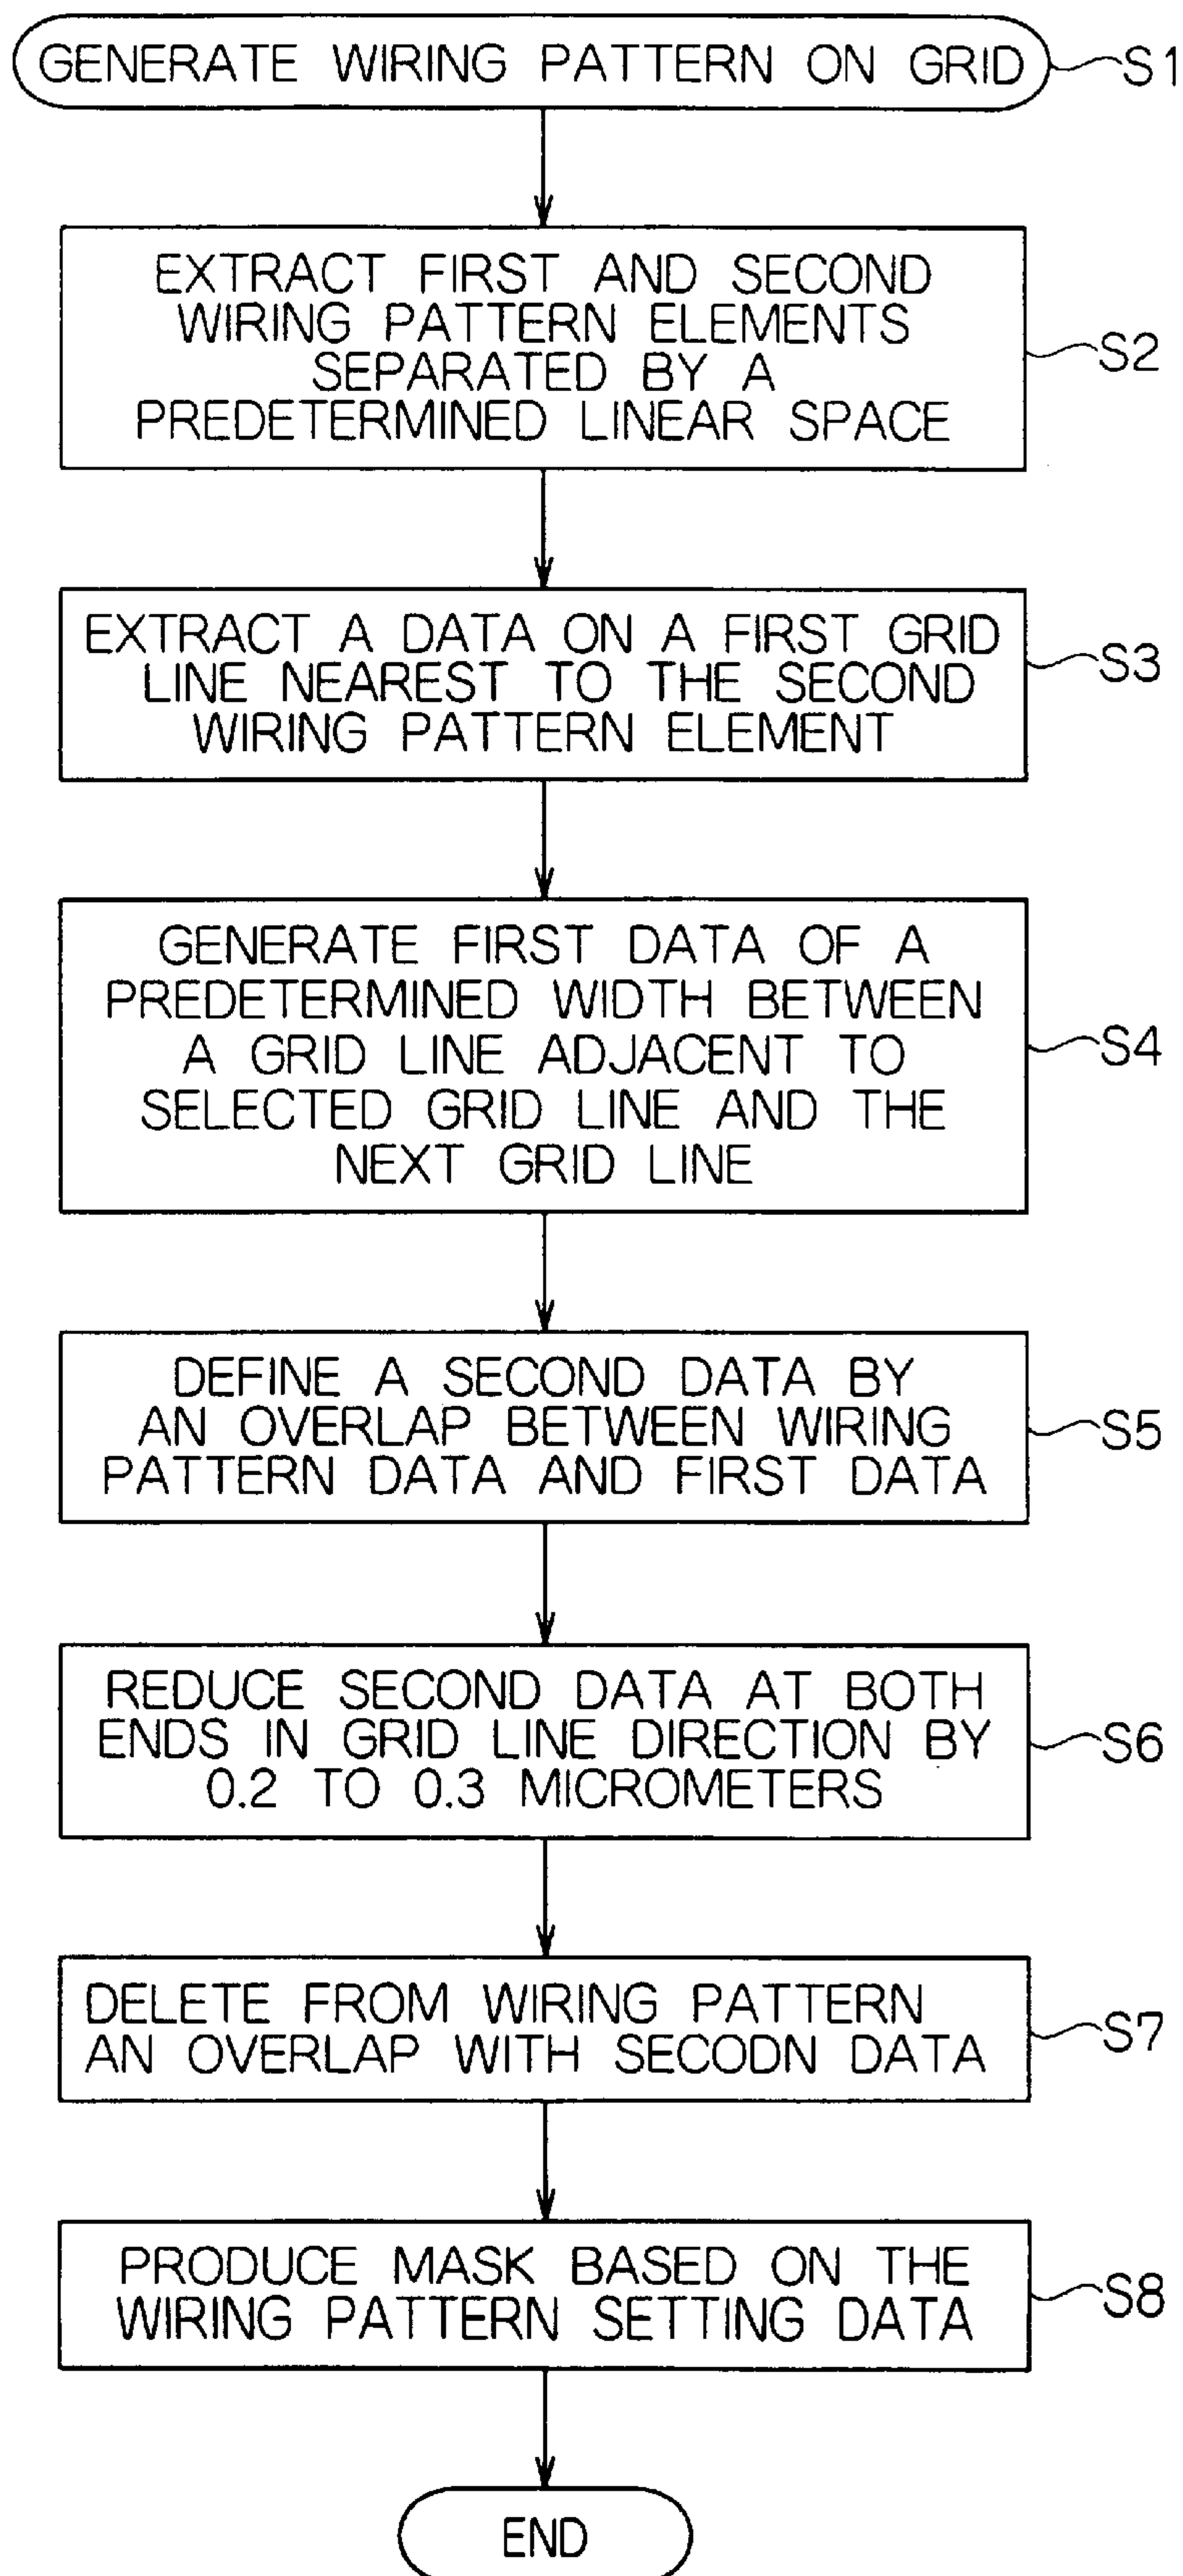 GENERATE WIRING PATTERN ON GRID
S1
EXTRACT FIRST AND SECOND
WIRING PATTERN ELEMENTS
SEPARATED BY A
PREDETERMINED LINEAR SPACE
S2
EXTRACT A DATA ON A FIRST GRID
LINE NEAREST TO THE SECOND
WIRING PATTERN ELEMENT
S3
GENERATE FIRST DATA OF A
PREDETERMINED WIDTH BETWEEN
A GRID LINE ADJACENT TO
SELECTED GRID LINE AND THE
NEXT GRID LINE
S4
DEFINE A SECOND DATA BY
AN OVERLAP BETWEEN WIRING
PATTERN DATA AND FIRST DATA
S5
REDUCE SECOND DATA AT BOTH
ENDS IN GRID LINE DIRECTION BY
0.2 TO 0.3 MICROMETERS
S6
DELETE FROM WIRING PATTERN
AN OVERLAP WITH SECODN DATA
S7
PRODUCE MASK BASED ON THE
WIRING PATTERN SETTING DATA
S8
END